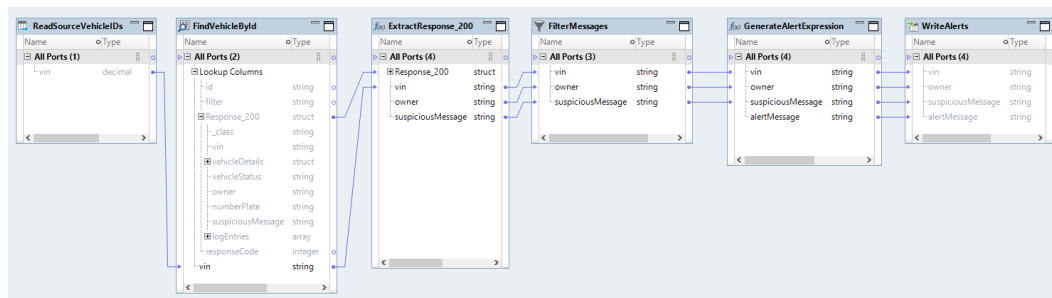 ReadSourceVehicleIDs
Name Type
All Ports (1)
vin decimal
FindVehicleById
Name Type
All Ports (2)
Lookup Columns
id string
filter string
Response_200 struct
_class string
vin string
vehicleDetails struct
vehicleStatus string
owner string
numberPlate string
suspiciousMessage string
logEntries array
responseCode integer
vin string
f(x) ExtractResponse_200
Name Type
All Ports (4)
Response_200 struct
vin string
owner string
suspiciousMessage string
FilterMessages
Name Type
All Ports (3)
vin string
owner string
suspiciousMessage string
f(x) GenerateAlertExpression
Name Type
All Ports (4)
vin string
owner string
suspiciousMessage string
alertMessage string
WriteAlerts
Name Type
All Ports (4)
vin string
owner string
suspiciousMessage string
alertMessage string